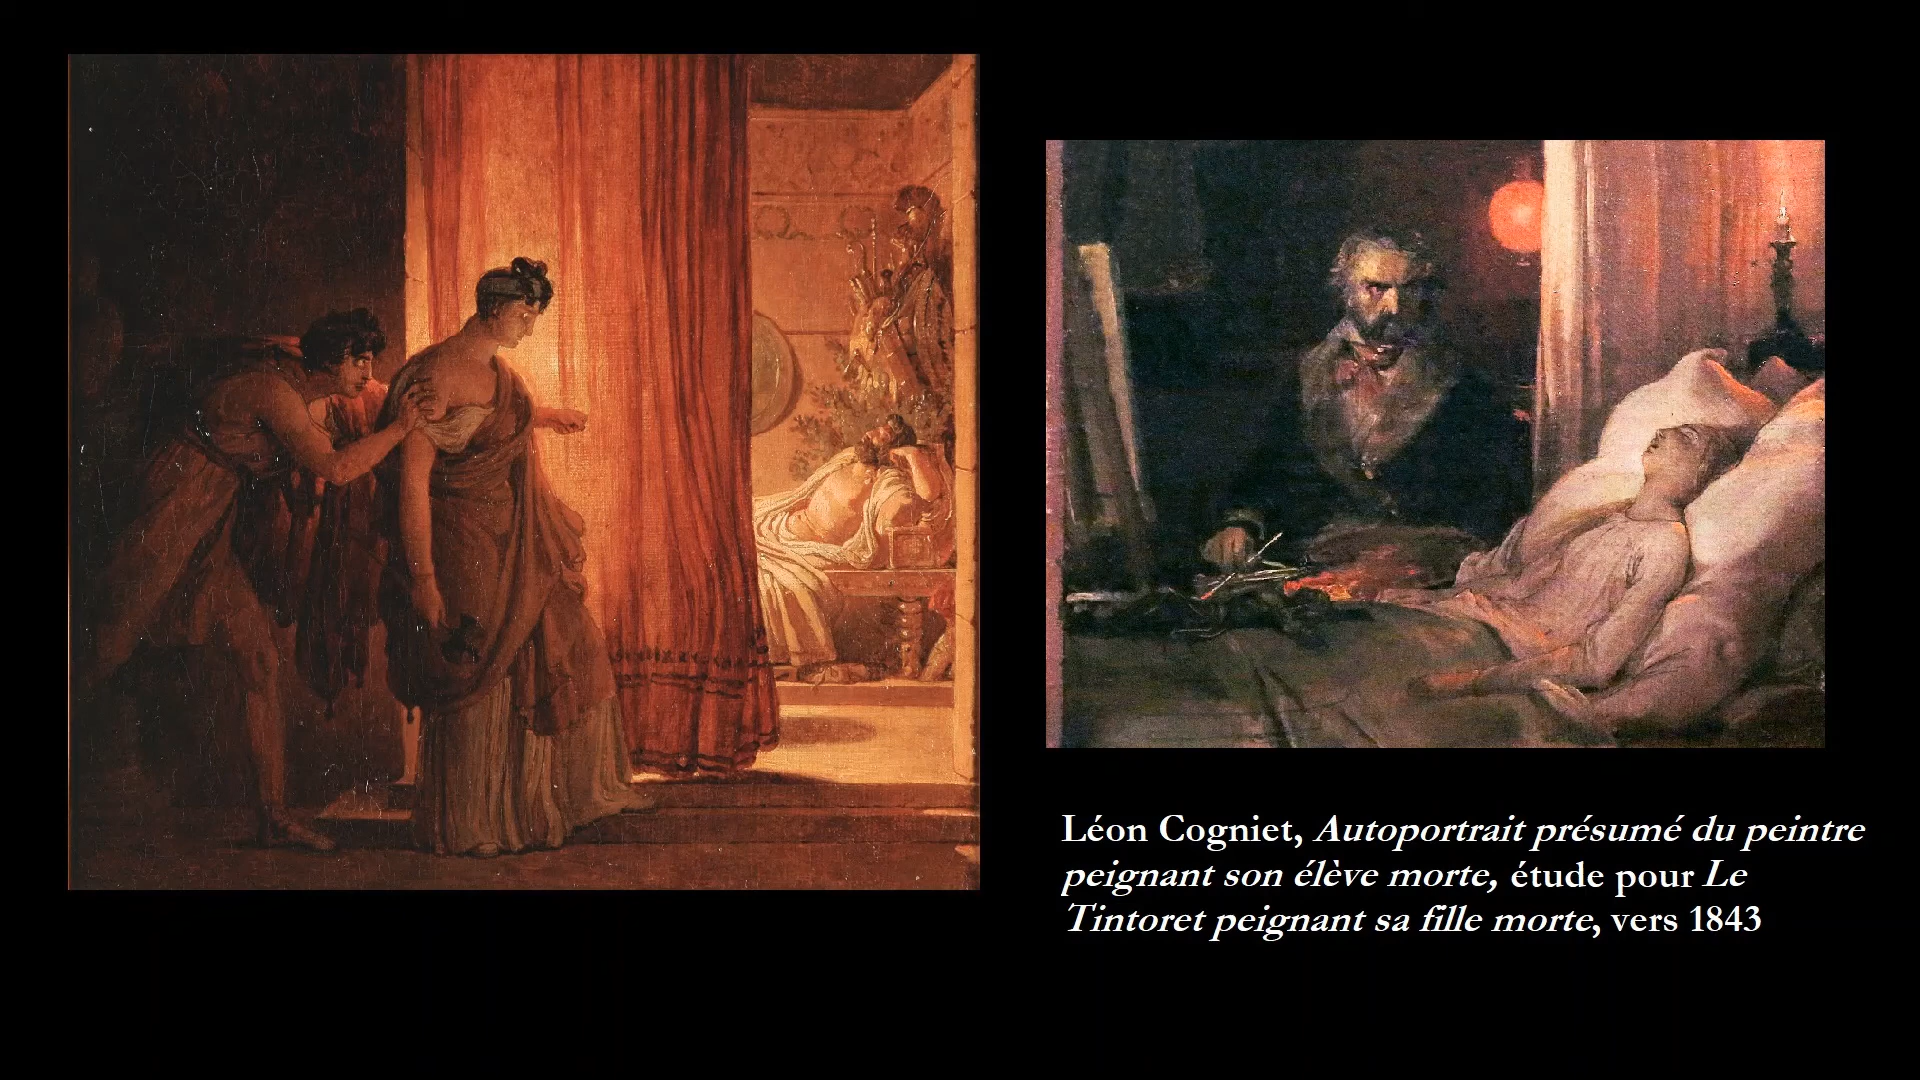 Léon Cogniet, Autoportrait présumé du peintre
peignant son élève morte, étude pour Le
Tintoret peignant sa fille morte, vers 1843